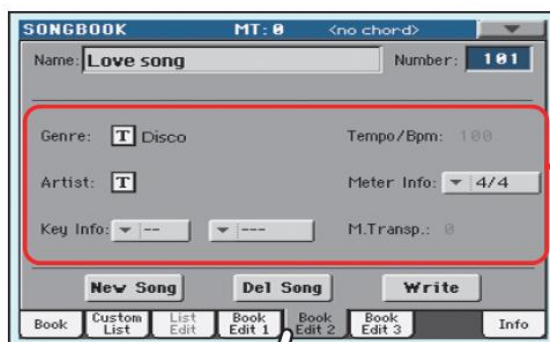 SONGBOOK MT:0 <no chord>
Name: Love song Number: 101
Genre: T Disco Tempo/Bpm: 100
Artist: T Meter Info: 4/4
Key Info: -- --- M.Transp.: 0
New Song Del Song Write
Book Custom List List Edit Book Edit 1 Book Edit 2 Book Edit 3 Info